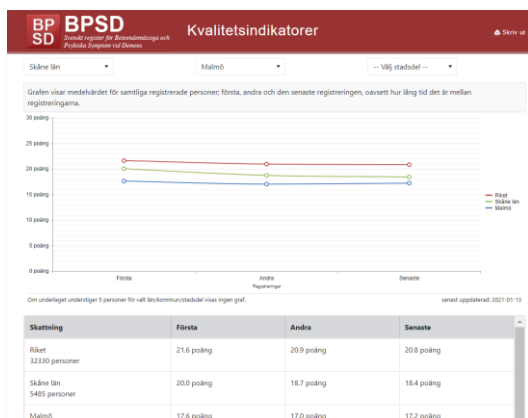 BP
SD
BPSD
Svenskt register för Beteendemässiga och
Psykiska Symptom vid Demens
Kvalitetsindikatorer
Skriv ut
Skåne län
Malmö
-- Välj stadsdel --
Grafen visar medelvärdet för samtliga registrerade personer; första, andra och den senaste registreringen, oavsett hur lång tid det är mellan
registreringarna.
30 poäng
25 poäng
20 poäng
15 poäng
10 poäng
5 poäng
0 poäng
Riket
Skåne län
Malmö
Första
Andra
Senaste
Registreringar
Om underlaget understiger 5 personer för valt län/kommun/stadsdel visas ingen graf.
senast uppdaterad: 2021-01-13
Skattning Första Andra Senaste
Riket 21.6 poäng 20.9 poäng 20.8 poäng
32330 personer
Skåne län 20.0 poäng 18.7 poäng 18.4 poäng
5485 personer
Malmö 17.6 poäng 17.0 poäng 17.2 poäng